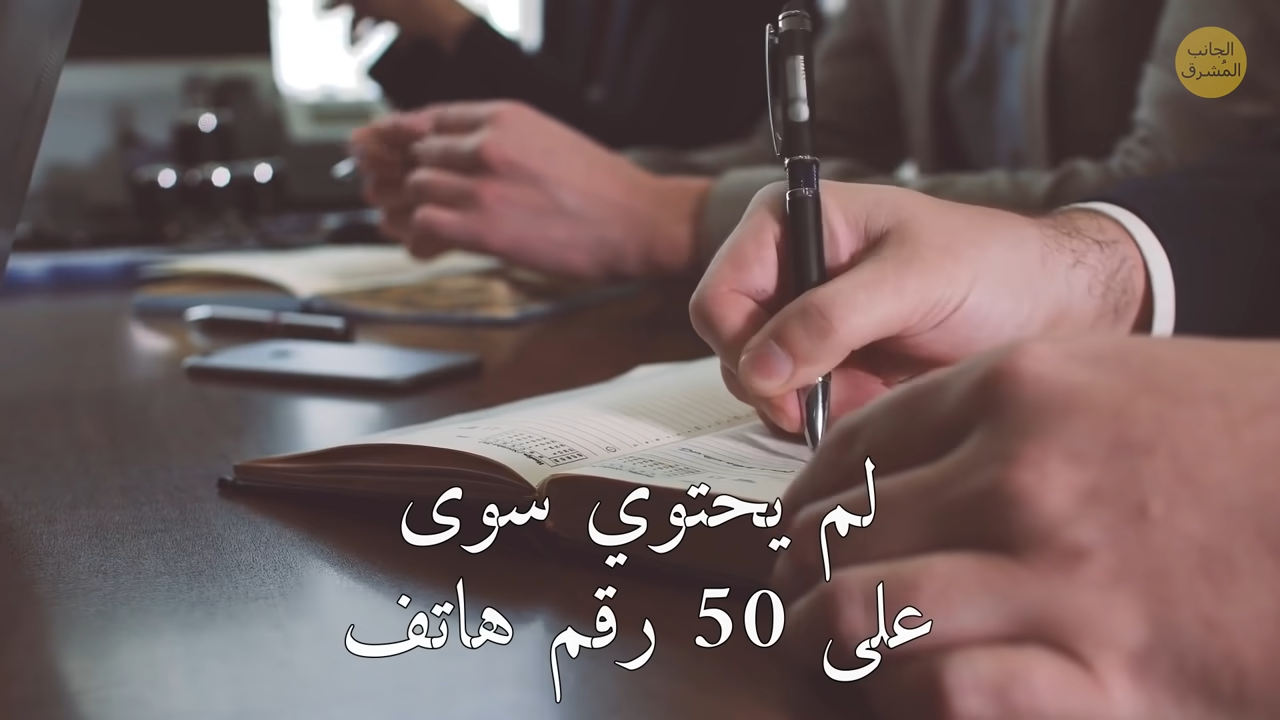 الجانب
المُشرق
لم يحتوي سوى
على 50 رقم هاتف